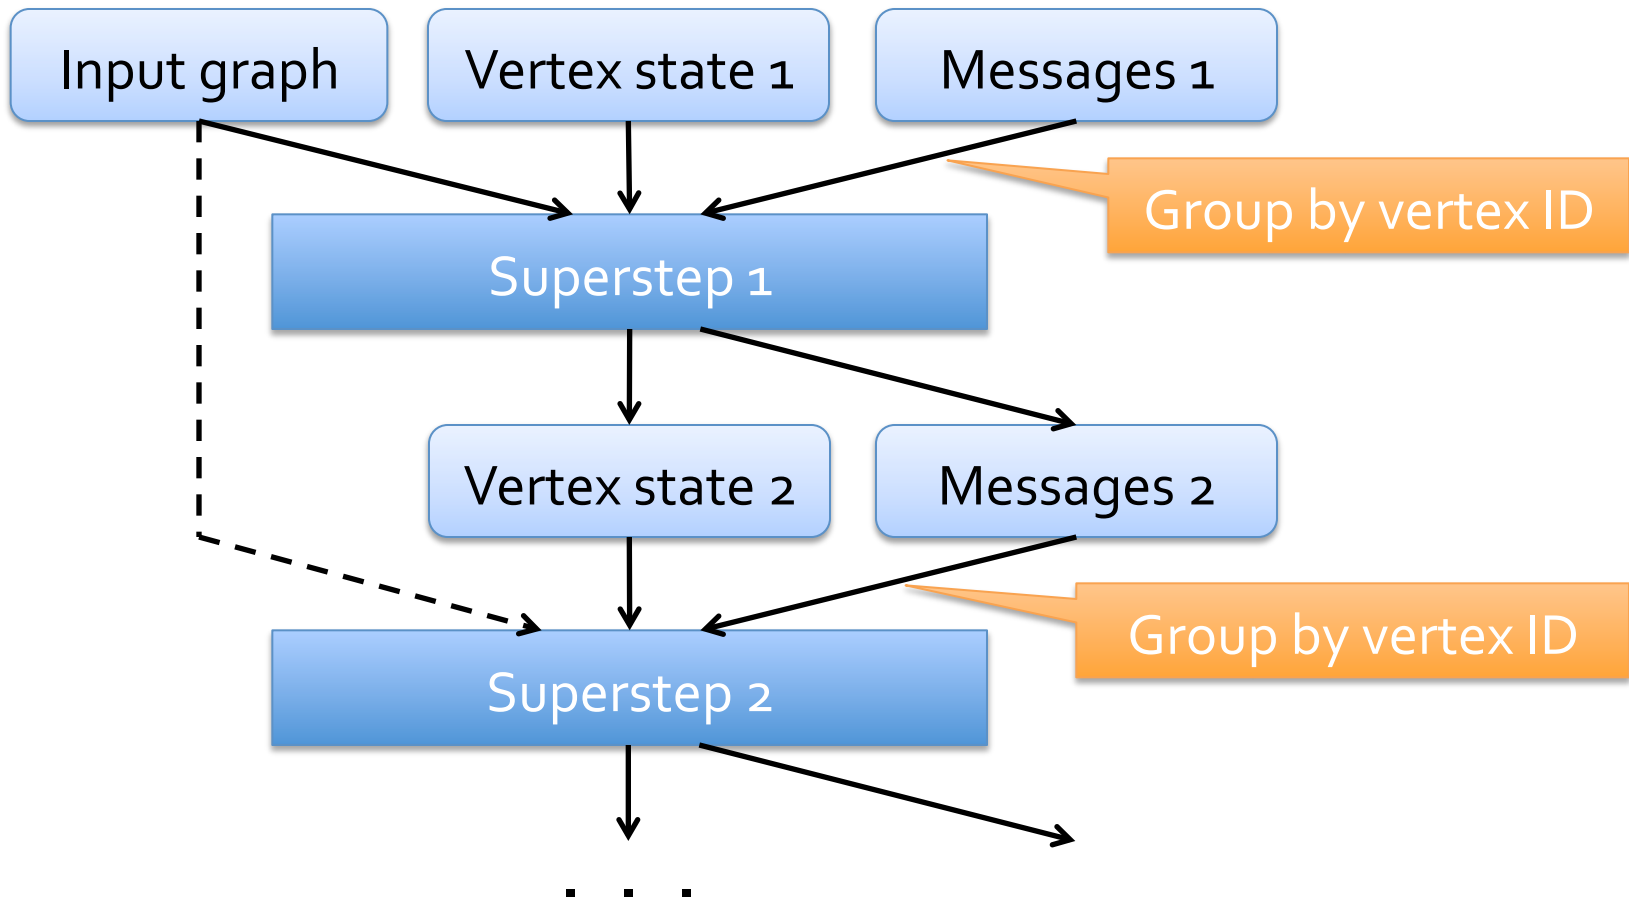 Input graph
Vertex state 1
Messages 1
Group by vertex ID
Superstep 1
Vertex state 2
Messages 2
Group by vertex ID
Superstep 2
. . .